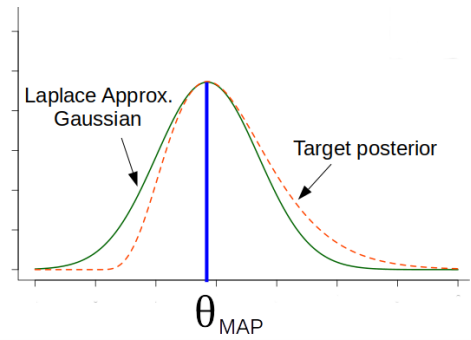 Laplace Approx.
Gaussian
Target posterior
θMAP